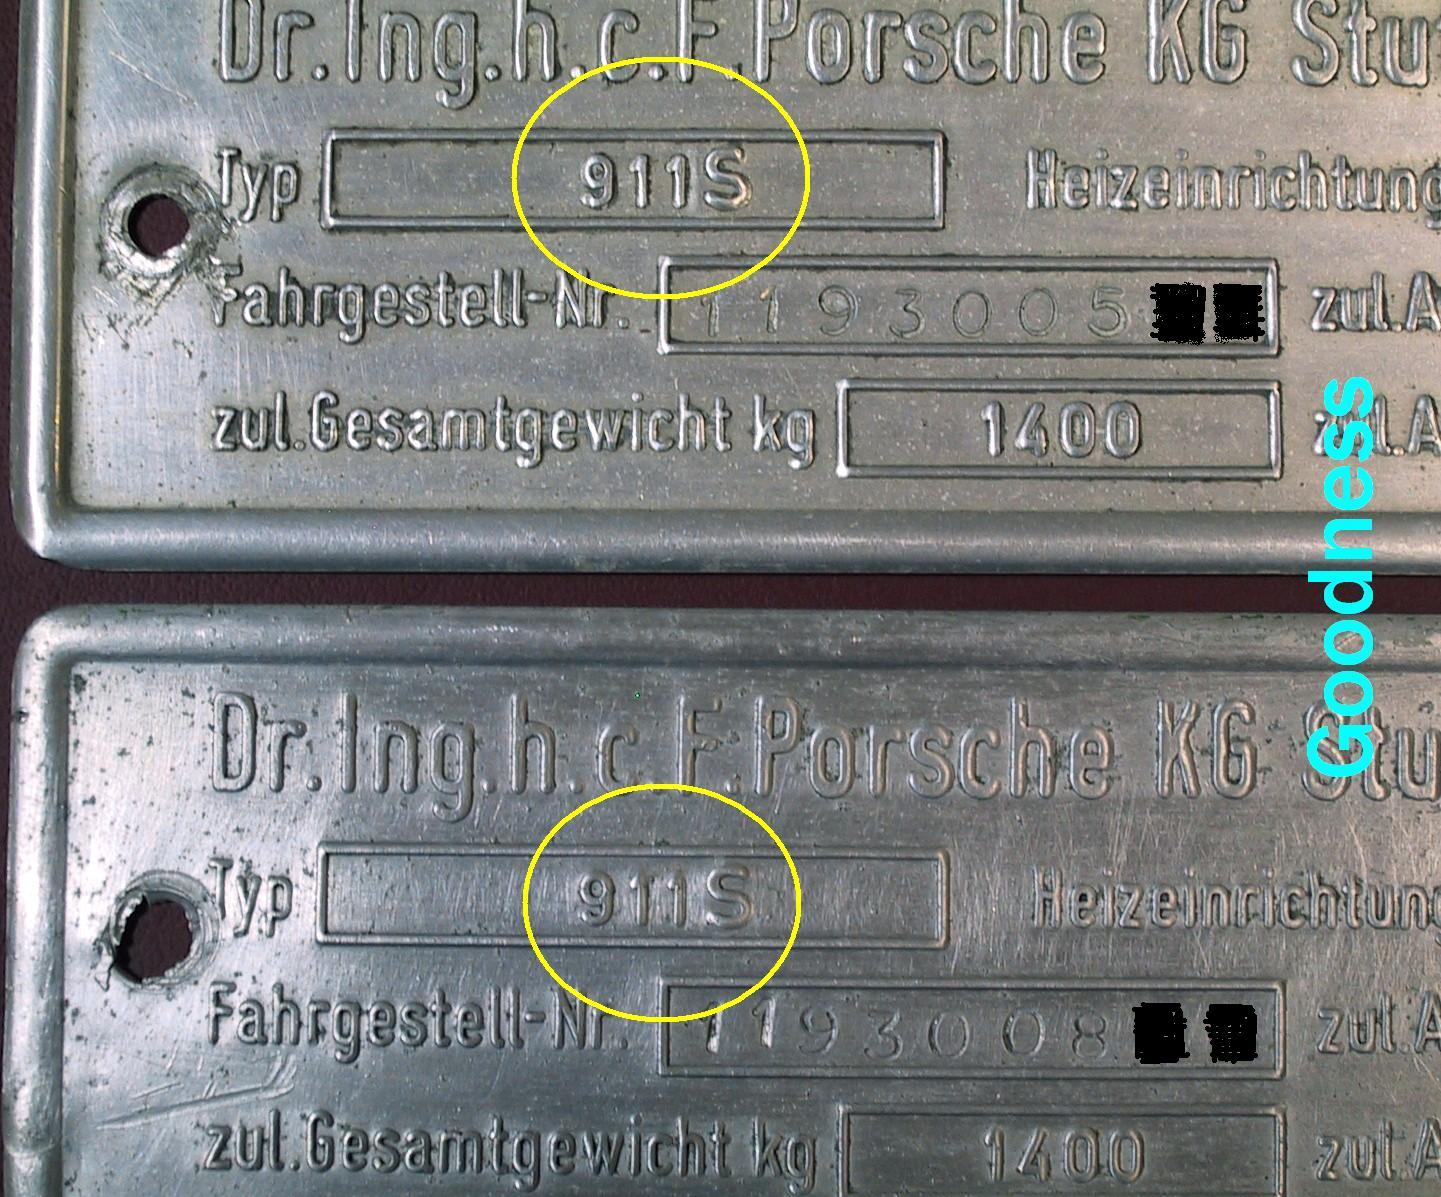 Dr.Ing.h.c.F.Porsche KG Stu
Typ 911S Heizeinrichtung
Fahrgestell-Nr. 1193005 zul.A
zul.Gesamtgewicht kg 1400 zul.A
Goodness
Dr.Ing.h.c.F.Porsche KG Stu
Typ 911S Heizeinrichtung
Fahrgestell-Nr. 1193008 zul.A
zul.Gesamtgewicht kg 1400 zul.A